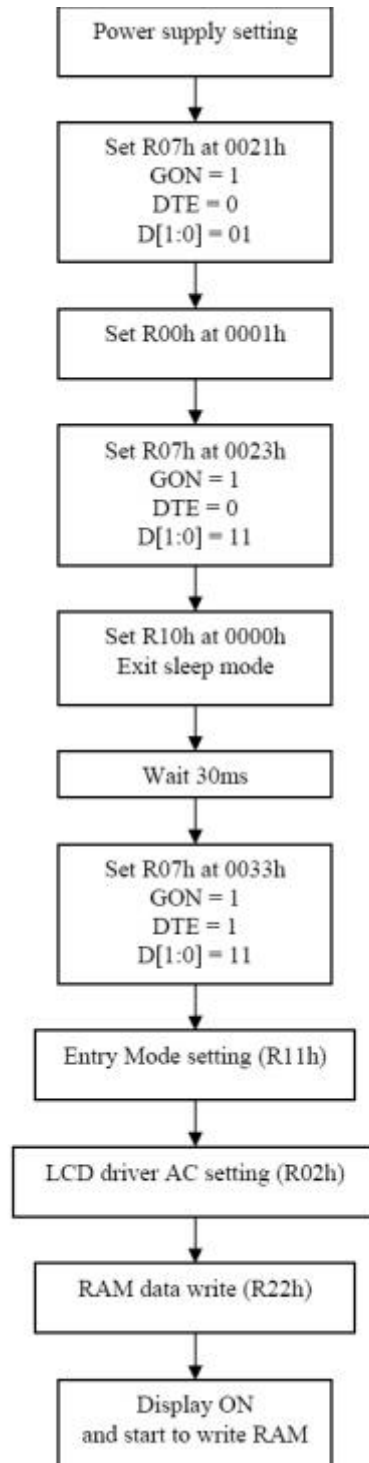 Power supply setting
Set R07h at 0021h
GON = 1
DTE = 0
D[1:0] = 01
Set R00h at 0001h
Set R07h at 0023h
GON = 1
DTE = 0
D[1:0] = 11
Set R10h at 0000h
Exit sleep mode
Wait 30ms
Set R07h at 0033h
GON = 1
DTE = 1
D[1:0] = 11
Entry Mode setting (R11h)
LCD driver AC setting (R02h)
RAM data write (R22h)
Display ON
and start to write RAM